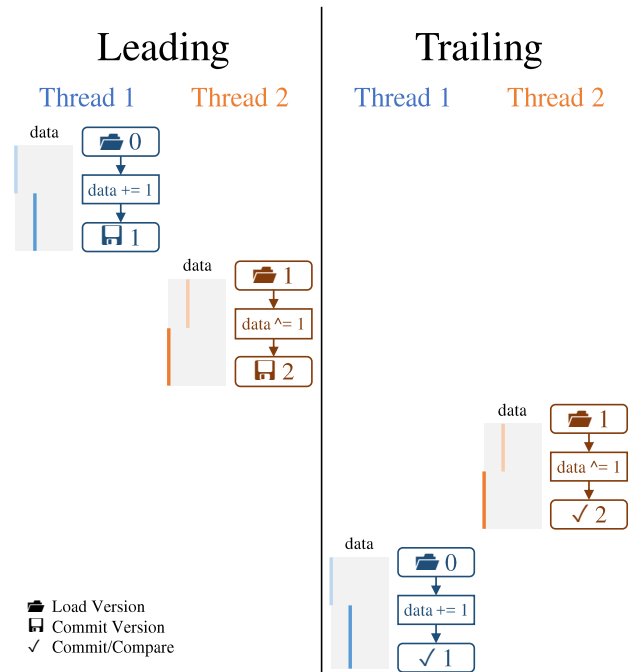 Leading Trailing
Thread 1 Thread 2 Thread 1 Thread 2
data
0
data += 1
1
data
1
data ^= 1
2
data
1
data ^= 1
✓ 2
data
0
data += 1
✓ 1
Load Version
Commit Version
✓ Commit/Compare